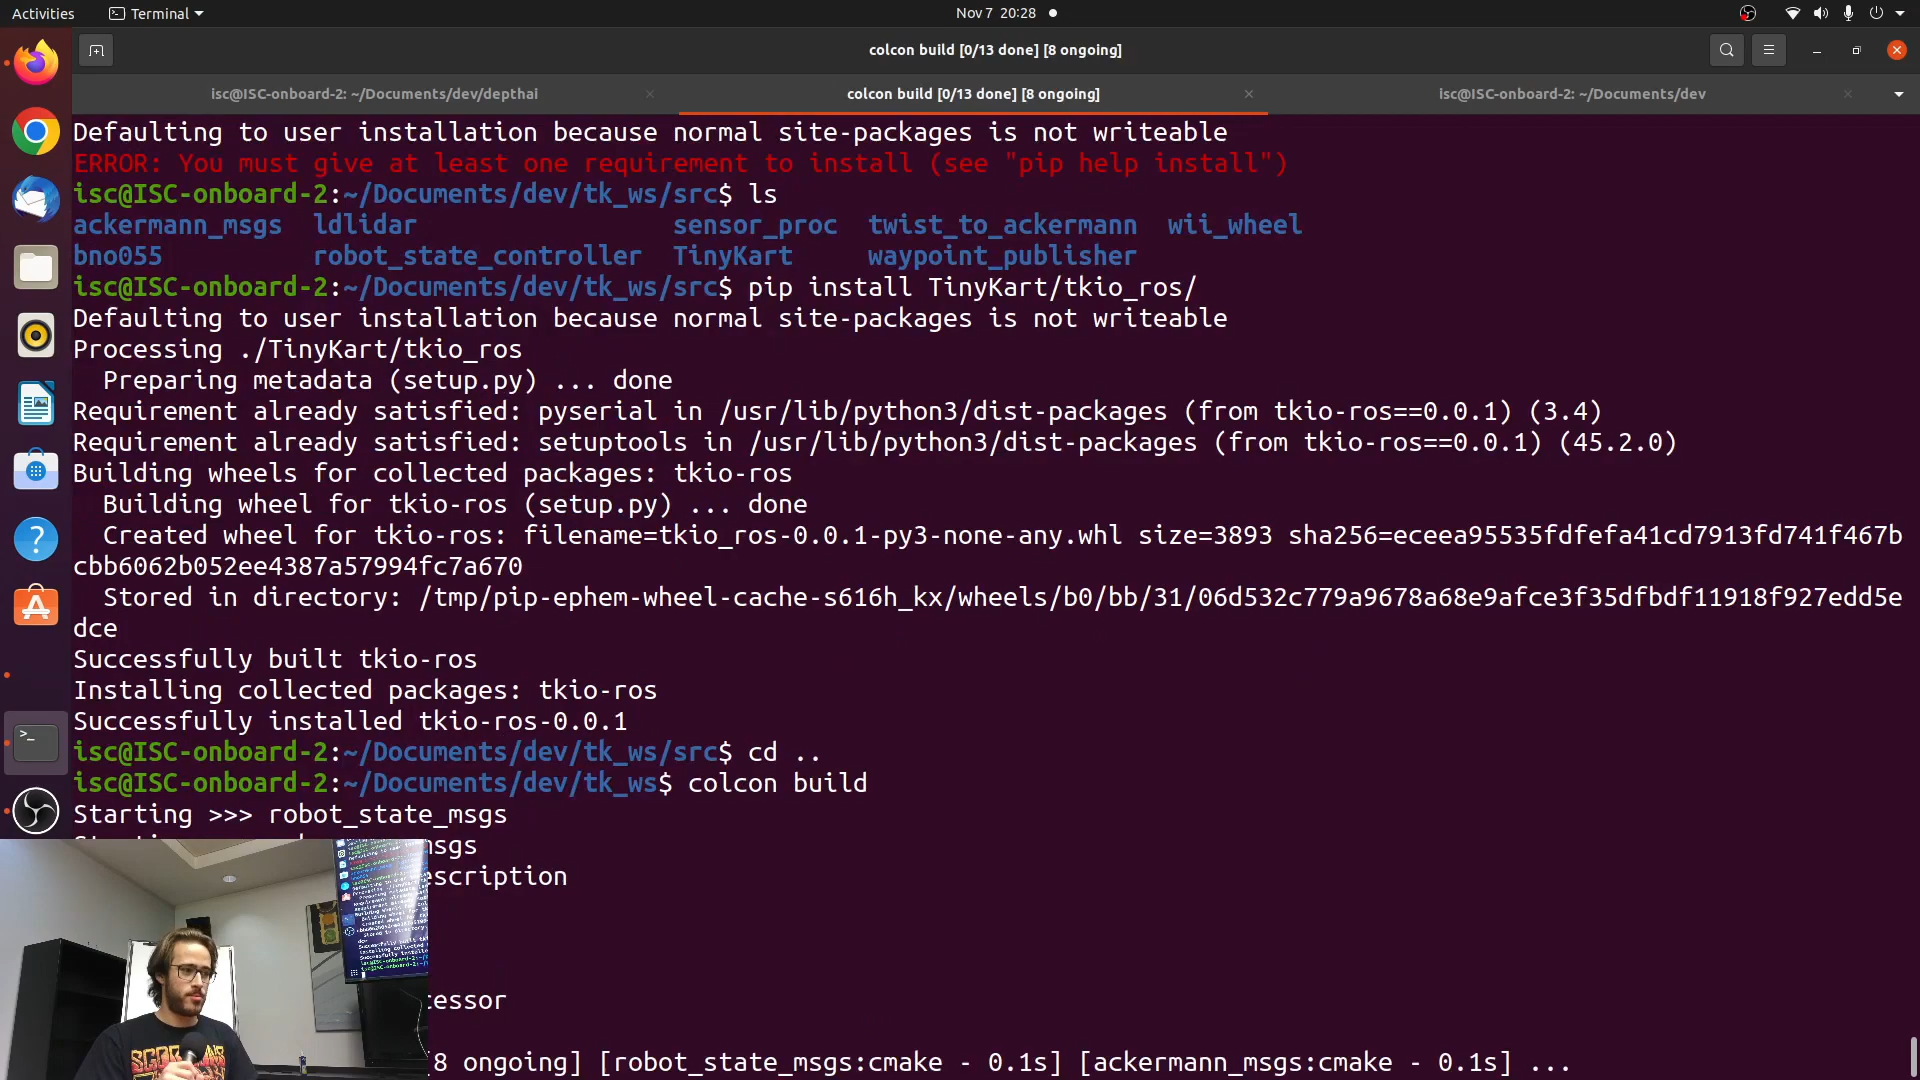 Activities
Terminal
Nov 7 20:28
colcon build [0/13 done] [8 ongoing]
isc@ISC-onboard-2: ~/Documents/dev/depthai
colcon build [0/13 done] [8 ongoing]
isc@ISC-onboard-2: ~/Documents/dev
Defaulting to user installation because normal site-packages is not writeable
ERROR: You must give at least one requirement to install (see "pip help install")
isc@ISC-onboard-2:~/Documents/dev/tk_ws/src$ ls
ackermann_msgs ldlidar sensor_proc twist_to_ackermann wii_wheel
bno055 robot_state_controller TinyKart waypoint_publisher
isc@ISC-onboard-2:~/Documents/dev/tk_ws/src$ pip install TinyKart/tkio_ros/
Defaulting to user installation because normal site-packages is not writeable
Processing ./TinyKart/tkio_ros
Preparing metadata (setup.py) ... done
Requirement already satisfied: pyserial in /usr/lib/python3/dist-packages (from tkio-ros==0.0.1) (3.4)
Requirement already satisfied: setuptools in /usr/lib/python3/dist-packages (from tkio-ros==0.0.1) (45.2.0)
Building wheels for collected packages: tkio-ros
Building wheel for tkio-ros (setup.py) ... done
Created wheel for tkio-ros: filename=tkio_ros-0.0.1-py3-none-any.whl size=3893 sha256=eceea95535fdfefa41cd7913fd741f467b
cbb6062b052ee4387a57994fc7a670
Stored in directory: /tmp/pip-ephem-wheel-cache-s616h_kx/wheels/b0/bb/31/06d532c779a9678a68e9afce3f35dfbdf11918f927edd5e
dce
Successfully built tkio-ros
Installing collected packages: tkio-ros
Successfully installed tkio-ros-0.0.1
isc@ISC-onboard-2:~/Documents/dev/tk_ws/src$ cd ..
isc@ISC-onboard-2:~/Documents/dev/tk_ws$ colcon build
Starting >>> robot_state_msgs
msgs
escription
cessor
[8 ongoing] [robot_state_msgs:cmake - 0.1s] [ackermann_msgs:cmake - 0.1s] ...